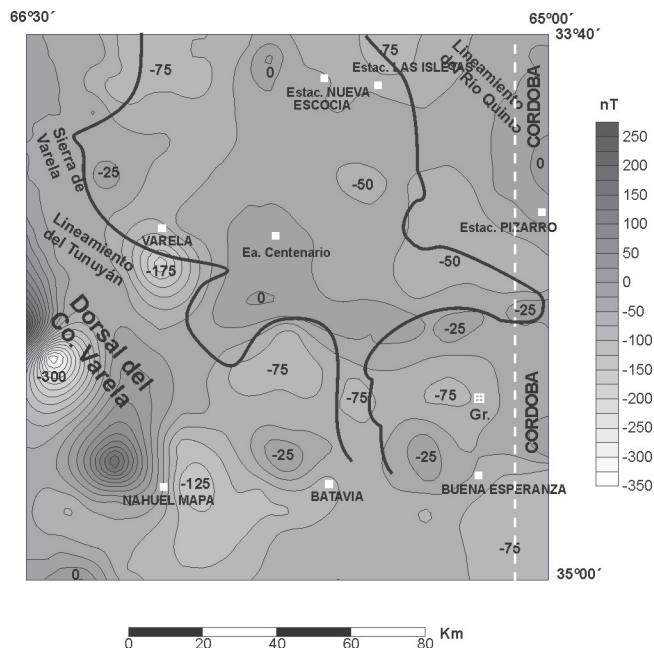 66º30´
65º00´
33º40´
-75
0
75
Estac. LAS ISLETAS
Estac. NUEVA
ESCOCIA
Lineamiento
del Río Quinto
CORDOBA
nT
250
200
150
100
50
0
-50
-100
-150
-200
-250
-300
-350
Sierra de
Varela
-25
-50
0
Lineamiento
del Tunuyán
VARELA
-175
Ea. Centenario
Estac. PIZARRO
-50
0
-25
-25
Dorsal del
Co. Varela
-300
-75
-75
-75
Gr.
CORDOBA
-25
-25
-125
NAHUEL MAPA
BATAVIA
BUENA ESPERANZA
-75
0
35º00´
0
20
40
60
80
Km